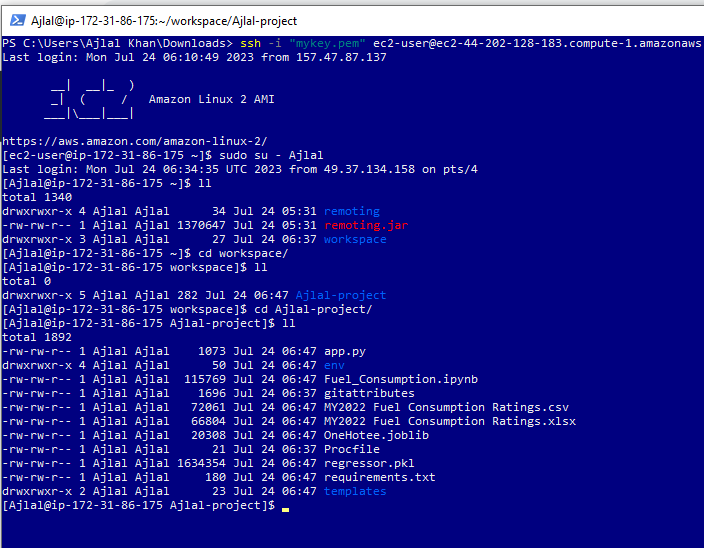 Ajlal@ip-172-31-86-175:~/workspace/Ajlal-project
PS C:\Users\Ajlal Khan\Downloads> ssh -i "mykey.pem" ec2-user@ec2-44-202-128-183.compute-1.amazonaws
Last login: Mon Jul 24 06:10:49 2023 from 157.47.87.137
__|  __|_  )
_|  (     /   Amazon Linux 2 AMI
___|\___|___|
https://aws.amazon.com/amazon-linux-2/
[ec2-user@ip-172-31-86-175 ~]$ sudo su - Ajlal
Last login: Mon Jul 24 06:34:35 UTC 2023 from 49.37.134.158 on pts/4
[Ajlal@ip-172-31-86-175 ~]$ ll
total 1340
drwxrwxr-x 4 Ajlal Ajlal      34 Jul 24 05:31 remoting
-rw-rw-r-- 1 Ajlal Ajlal 1370647 Jul 24 05:31 remoting.jar
drwxrwxr-x 3 Ajlal Ajlal      27 Jul 24 06:37 workspace
[Ajlal@ip-172-31-86-175 ~]$ cd workspace/
[Ajlal@ip-172-31-86-175 workspace]$ ll
total 0
drwxrwxr-x 5 Ajlal Ajlal 282 Jul 24 06:47 Ajlal-project
[Ajlal@ip-172-31-86-175 workspace]$ cd Ajlal-project/
[Ajlal@ip-172-31-86-175 Ajlal-project]$ ll
total 1892
-rw-rw-r-- 1 Ajlal Ajlal    1073 Jul 24 06:47 app.py
drwxrwxr-x 4 Ajlal Ajlal      50 Jul 24 06:47 env
-rw-rw-r-- 1 Ajlal Ajlal  115769 Jul 24 06:47 Fuel_Consumption.ipynb
-rw-rw-r-- 1 Ajlal Ajlal    1696 Jul 24 06:37 gitattributes
-rw-rw-r-- 1 Ajlal Ajlal   72061 Jul 24 06:47 MY2022 Fuel Consumption Ratings.csv
-rw-rw-r-- 1 Ajlal Ajlal   66804 Jul 24 06:47 MY2022 Fuel Consumption Ratings.xlsx
-rw-rw-r-- 1 Ajlal Ajlal   20308 Jul 24 06:47 OneHotee.joblib
-rw-rw-r-- 1 Ajlal Ajlal      21 Jul 24 06:37 Procfile
-rw-rw-r-- 1 Ajlal Ajlal 1634354 Jul 24 06:47 regressor.pkl
-rw-rw-r-- 1 Ajlal Ajlal     180 Jul 24 06:47 requirements.txt
drwxrwxr-x 2 Ajlal Ajlal      23 Jul 24 06:47 templates
[Ajlal@ip-172-31-86-175 Ajlal-project]$